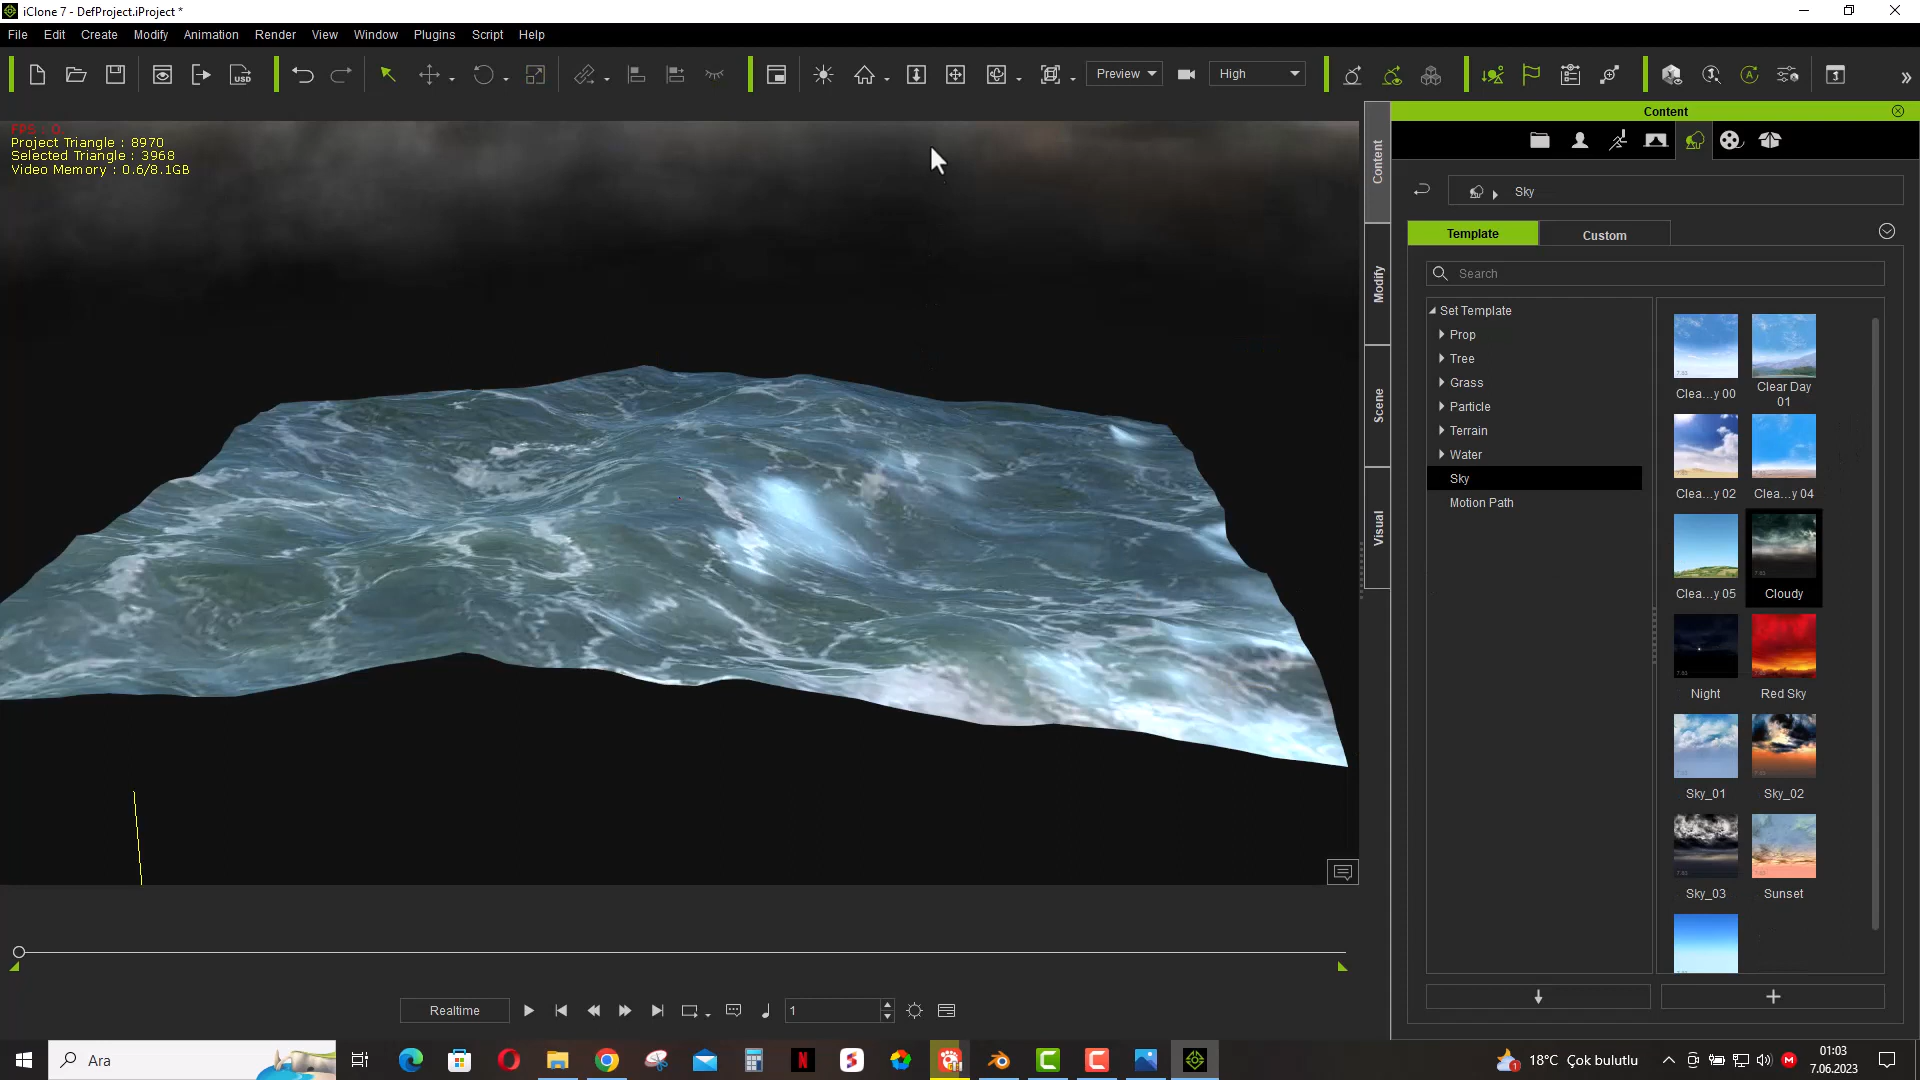 iClone 7 - DefProject.iProject *
File Edit Create Modify Animation Render View Window Plugins Script Help
USD
Preview
High
1
FPS : 0.
Project Triangle : 8970
Selected Triangle : 3968
Video Memory : 0.6/8.1GB
Content
Modify
Scene
Visual
Content
Sky
Template
Custom
Search
Set Template
Prop
Tree
Grass
Particle
Terrain
Water
Sky
Motion Path
Clea...y 00
Clear Day
01
Clea...y 02
Clea...y 04
Clea...y 05
Cloudy
Night
Red Sky
Sky_01
Sky_02
Sky_03
Sunset
Realtime
1
Ara
18°C Çok bulutlu
01:03
7.06.2023